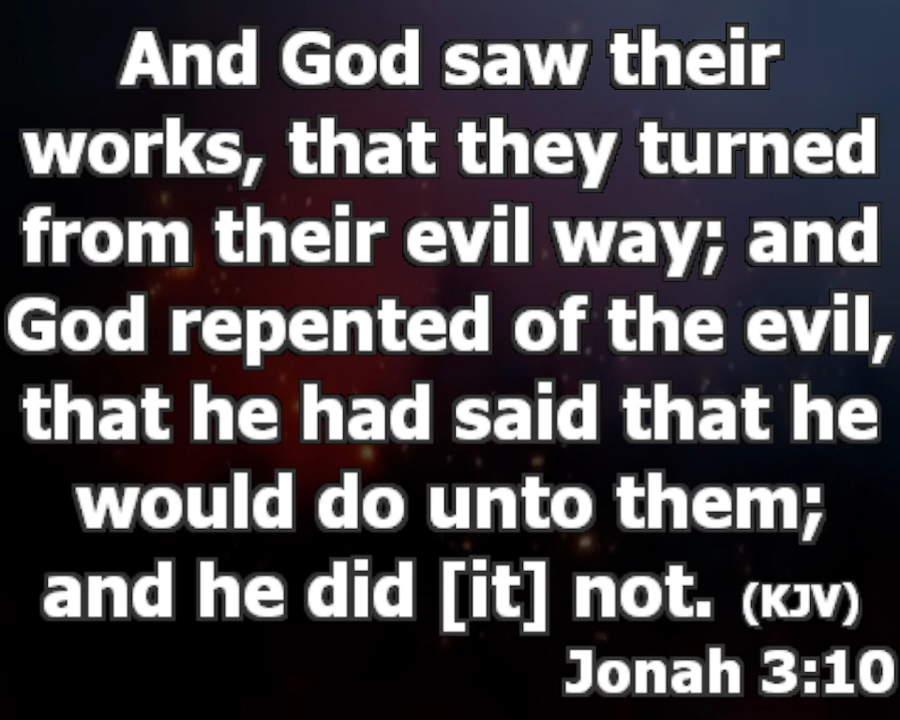 And God saw their
works, that they turned
from their evil way; and
God repented of the evil,
that he had said that he
would do unto them;
and he did [it] not. (KJV)
Jonah 3:10